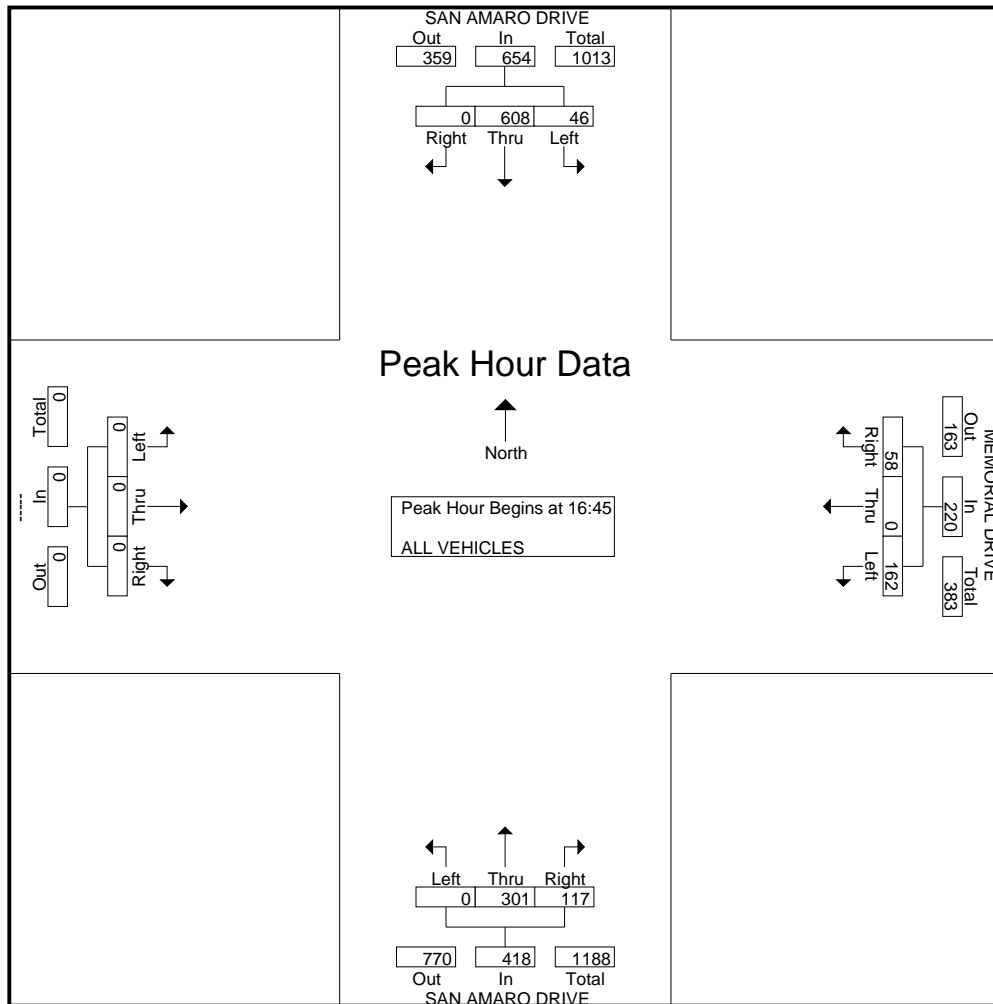 SAN AMARO DRIVE
Out In Total
359 654 1013
0 608 46
Right Thru Left
Peak Hour Data
North
Peak Hour Begins at 16:45
ALL VEHICLES
Total In Out
0 0 0
-----
0 0 0
Left Thru Right
MEMORIAL DRIVE
Out In Total
163 220 383
58 0 162
Right Thru Left
Left Thru Right
0 301 117
770 418 1188
Out In Total
SAN AMARO DRIVE